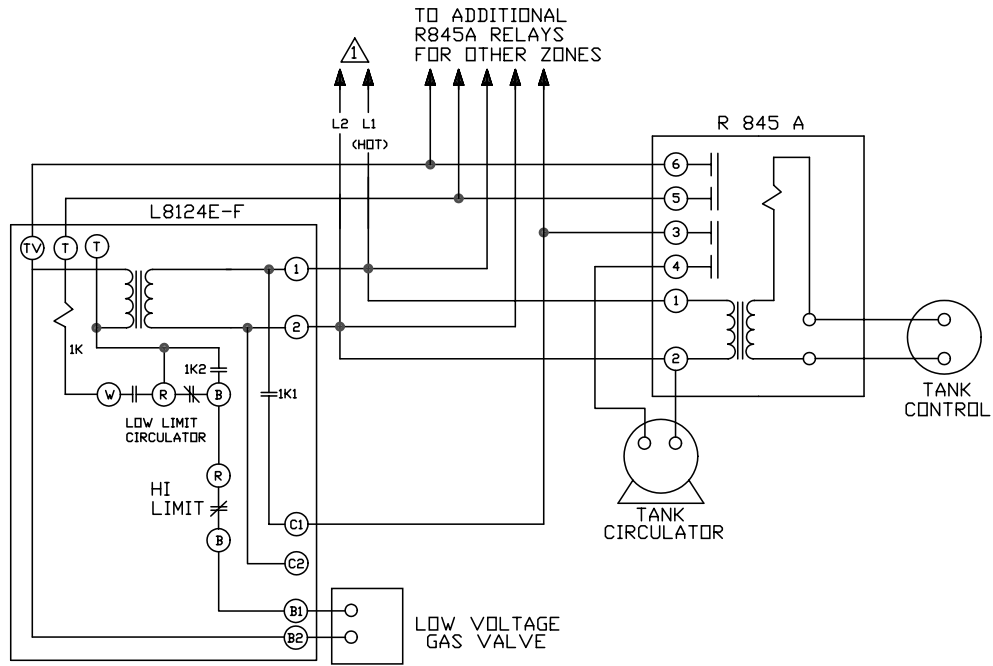 TO ADDITIONAL
R845A RELAYS
FOR OTHER ZONES
1
L2 L1
(HOT)
R 845 A
6
5
3
4
1
2
L8124E-F
TV T T
1
2
1K
1K2
1K1
W R B
LOW LIMIT
CIRCULATOR
R
HI
LIMIT
B
C1
C2
B1
B2
LOW VOLTAGE
GAS VALVE
TANK
CIRCULATOR
TANK
CONTROL